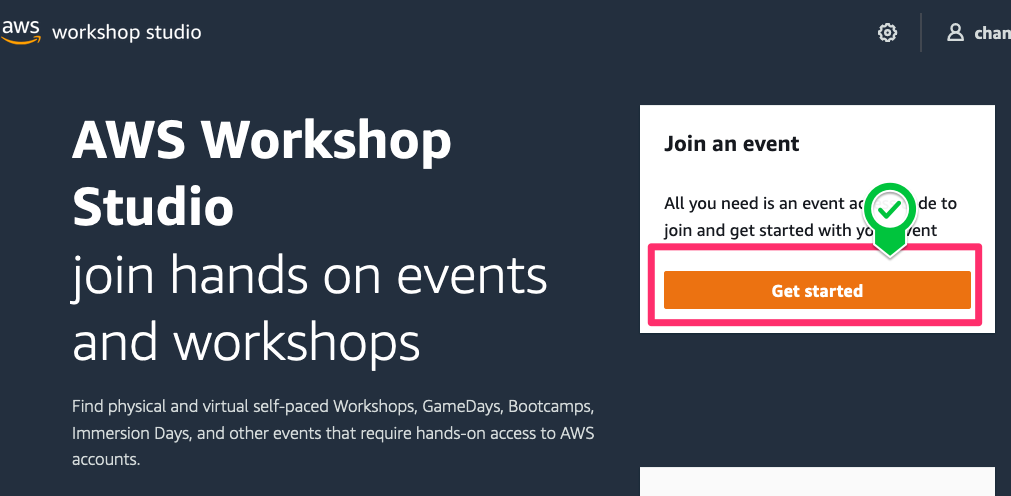 aws workshop studio
chan
AWS Workshop
Studio
join hands on events
and workshops
Find physical and virtual self-paced Workshops, GameDays, Bootcamps,
Immersion Days, and other events that require hands-on access to AWS
accounts.
Join an event
All you need is an event ac de to
join and get started with yo vent
Get started